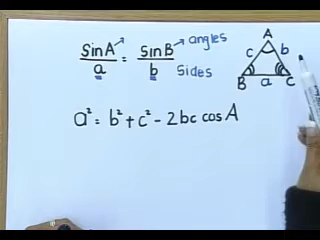 sinA/a = sinB/b → angles
sides
a² = b² + c² - 2bc cos A
A
c b
B a C